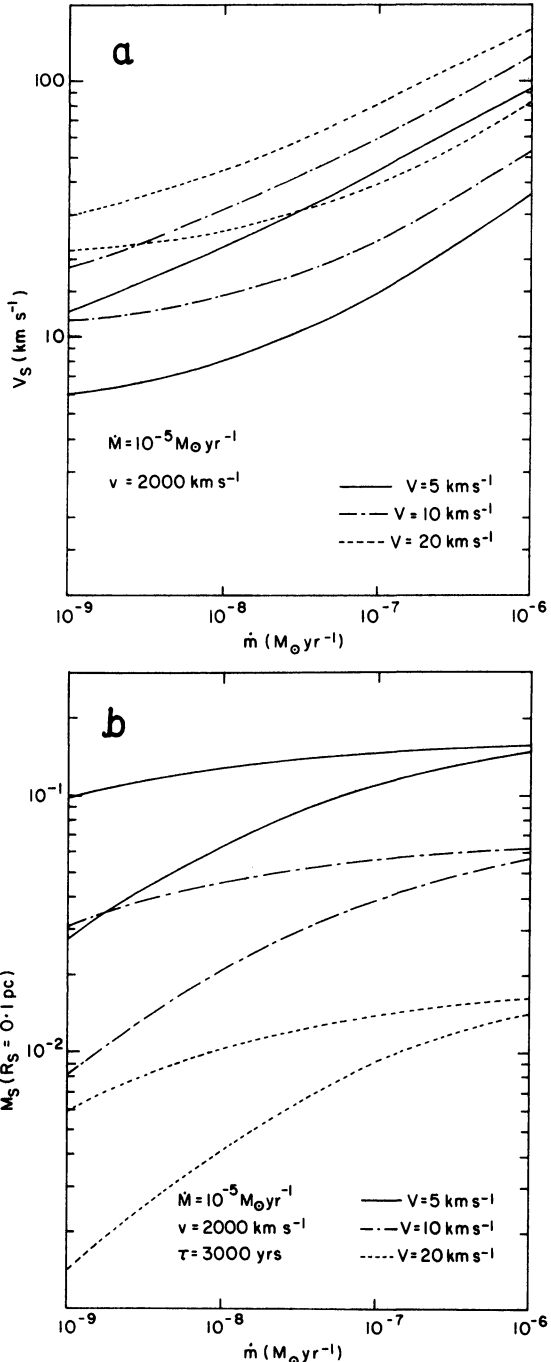 a
100
10
V_S (km s⁻¹)
Ṁ=10⁻⁵M⊙yr⁻¹
v = 2000 km s⁻¹
V=5 km s⁻¹
V=10 km s⁻¹
V=20 km s⁻¹
10⁻⁹ 10⁻⁸ 10⁻⁷ 10⁻⁶
ṁ (M⊙yr⁻¹)
b
10⁻¹
10⁻²
M_S (R_S = 0·1 pc)
Ṁ=10⁻⁵M⊙yr⁻¹
v = 2000 km s⁻¹
τ = 3000 yrs
V=5 km s⁻¹
V=10 km s⁻¹
V=20 km s⁻¹
10⁻⁹ 10⁻⁸ 10⁻⁷ 10⁻⁶
ṁ (M⊙yr⁻¹)